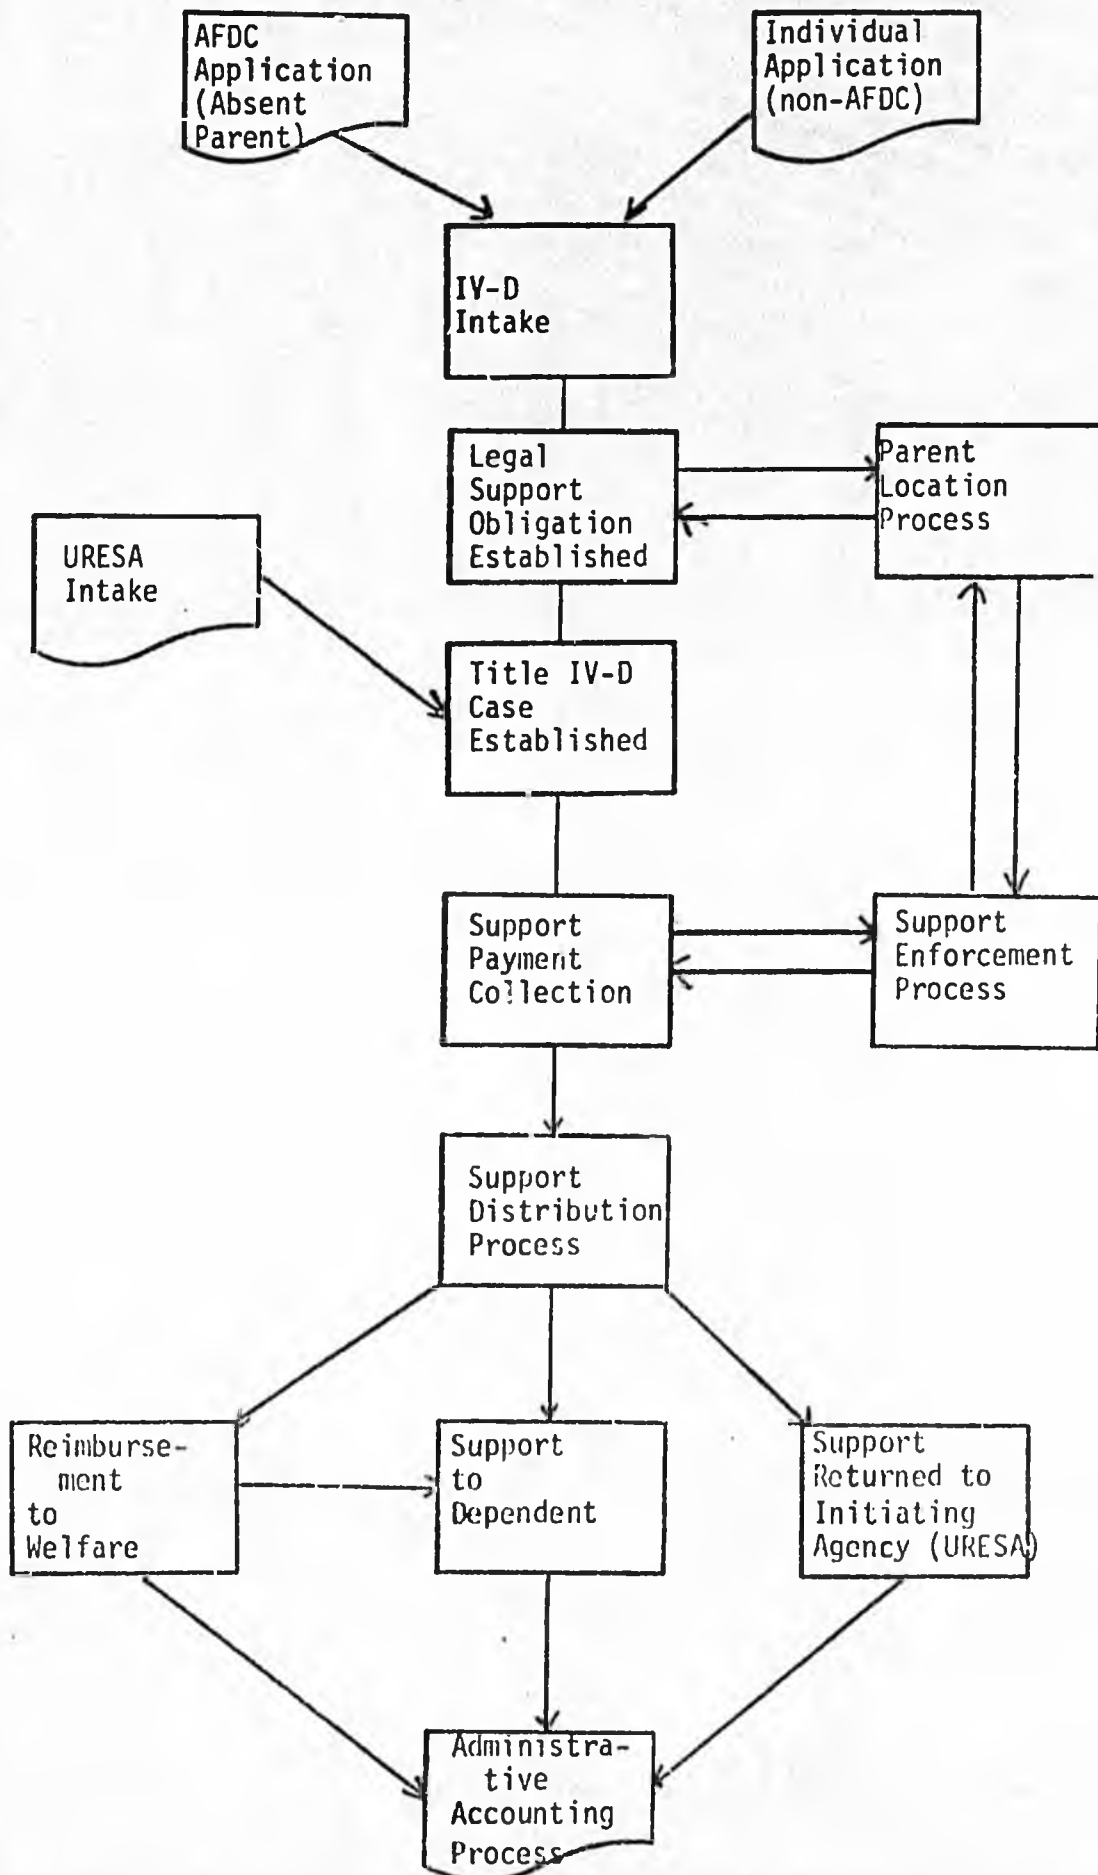 AFDC
Application
(Absent
Parent)
Individual
Application
(non-AFDC)
IV-D
Intake
Legal
Support
Obligation
Established
Parent
Location
Process
URESA
Intake
Title IV-D
Case
Established
Support
Payment
Collection
Support
Enforcement
Process
Support
Distribution
Process
Reimburse-
ment
to
Welfare
Support
to
Dependent
Support
Returned to
Initiating
Agency (URESA)
Administra-
tive
Accounting
Process